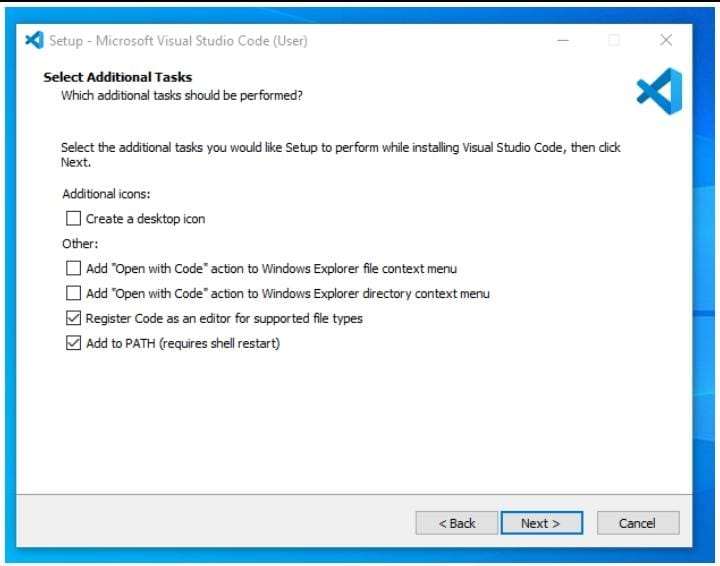 Setup - Microsoft Visual Studio Code (User)
Select Additional Tasks
Which additional tasks should be performed?
Select the additional tasks you would like Setup to perform while installing Visual Studio Code, then click
Next.
Additional icons:
Create a desktop icon
Other:
Add "Open with Code" action to Windows Explorer file context menu
Add "Open with Code" action to Windows Explorer directory context menu
Register Code as an editor for supported file types
Add to PATH (requires shell restart)
< Back Next > Cancel